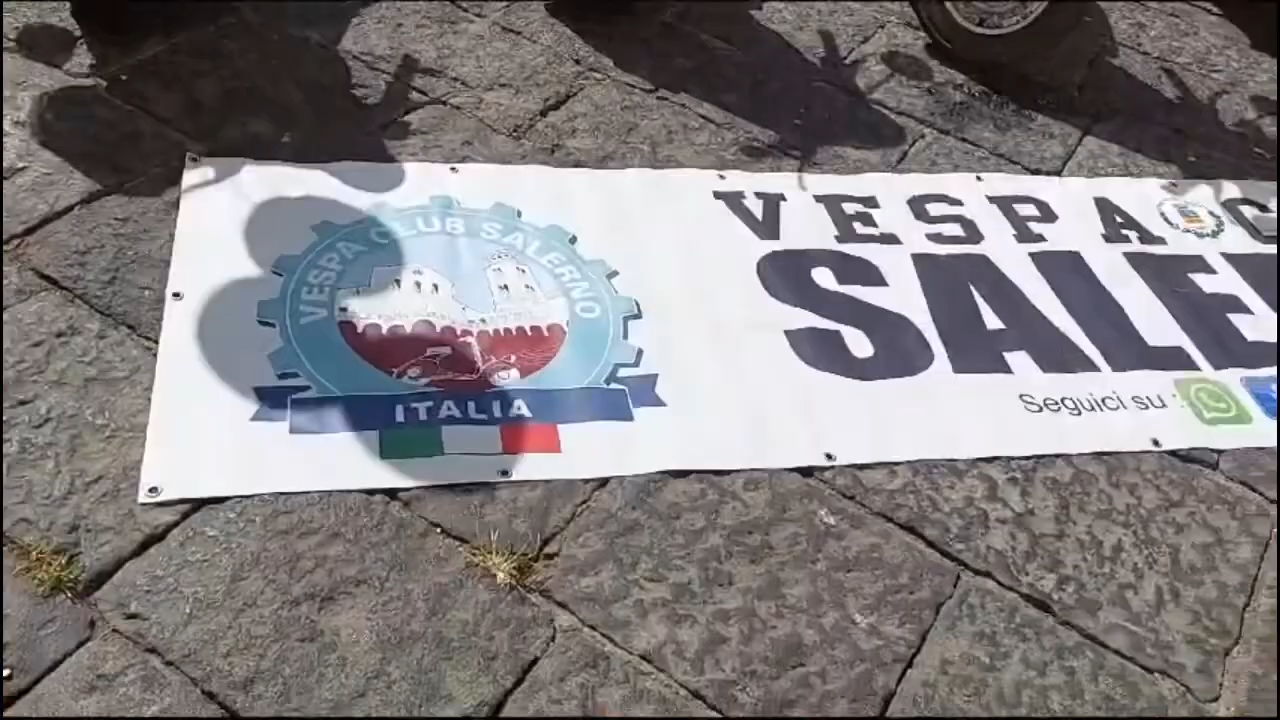 VESPA CLUB SALERNO
ITALIA
VESPA C
SALE
Seguici su :